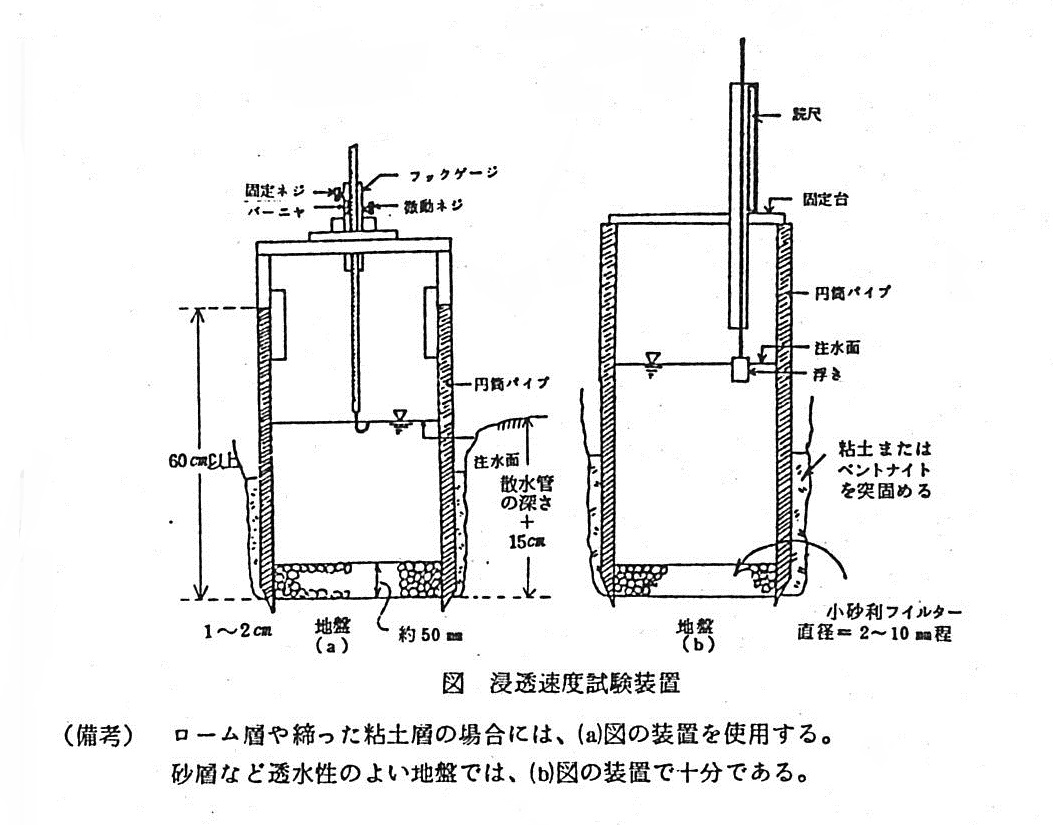 固定ネジ
バーニヤ
フックゲージ
微動ネジ
円筒パイプ
60cm以上
注水面
散水管
の深さ
+
15cm
1〜2cm
地盤
(a)
約50mm
読尺
固定台
円筒パイプ
注水面
浮き
粘土または
ベントナイト
を突固める
小砂利フィルター
直径=2〜10mm程
地盤
(b)
図 浸透速度試験装置
(備考) ローム層や締った粘土層の場合には、(a)図の装置を使用する。
砂層など透水性のよい地盤では、(b)図の装置で十分である。